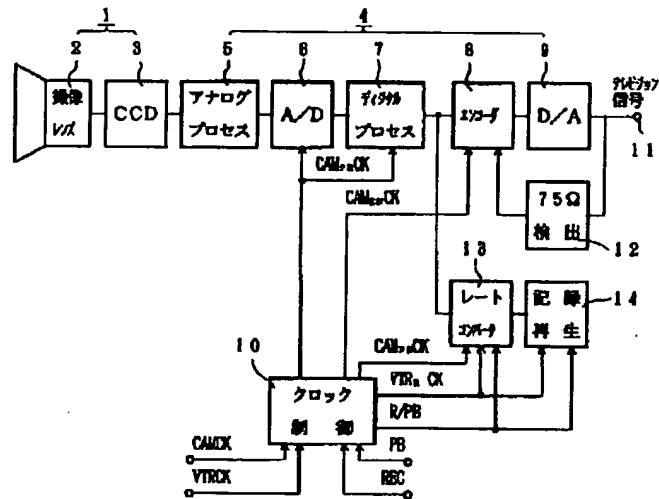 1
4
2
3
5
6
7
8
9
撮像
レンズ
CCD
アナログ
プロセス
A/D
ディジタル
プロセス
エンコーダ
D/A
テレビジョン
信号
11
75Ω
検出
12
13
レート
コンバータ
記録
再生
14
10
クロック
制御
R/PB
CAMCK
VTRCK
PB
REC